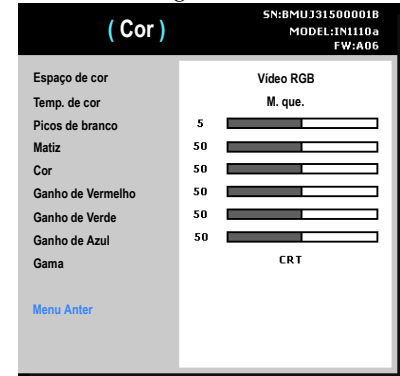 (Cor)
SN:BMUJ31500001B
MODEL:IN1110a
FW:A06
Espaço de cor Vídeo RGB
Temp. de cor M. que.
Picos de branco 5
Matiz 50
Cor 50
Ganho de Vermelho 50
Ganho de Verde 50
Ganho de Azul 50
Gama CRT
Menu Anter